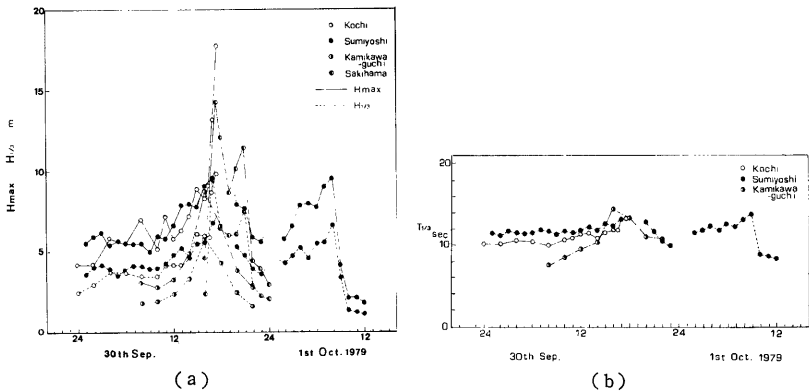 20
15
10
5
0
Hmax H1/3 m
Kochi
Sumiyoshi
Kamikawa
-guchi
Sakihama
Hmax
H1/3
24
12
24
12
30th Sep.
1st Oct. 1979
(a)
20
10
0
T1/3 sec
Kochi
Sumiyoshi
Kamikawa
-guchi
24
12
24
12
30th Sep.
1st Oct. 1979
(b)